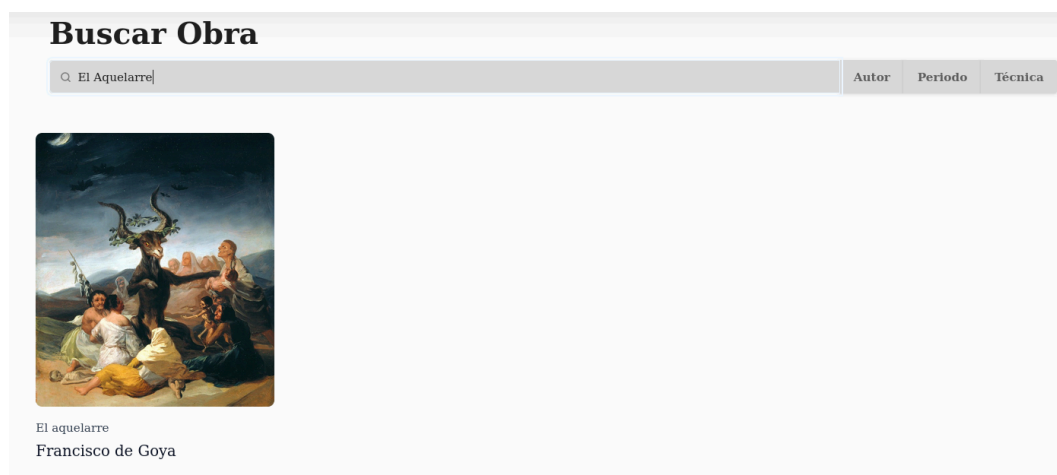 Buscar Obra
El Aquelarre
Autor Periodo Técnica
El aquelarre
Francisco de Goya